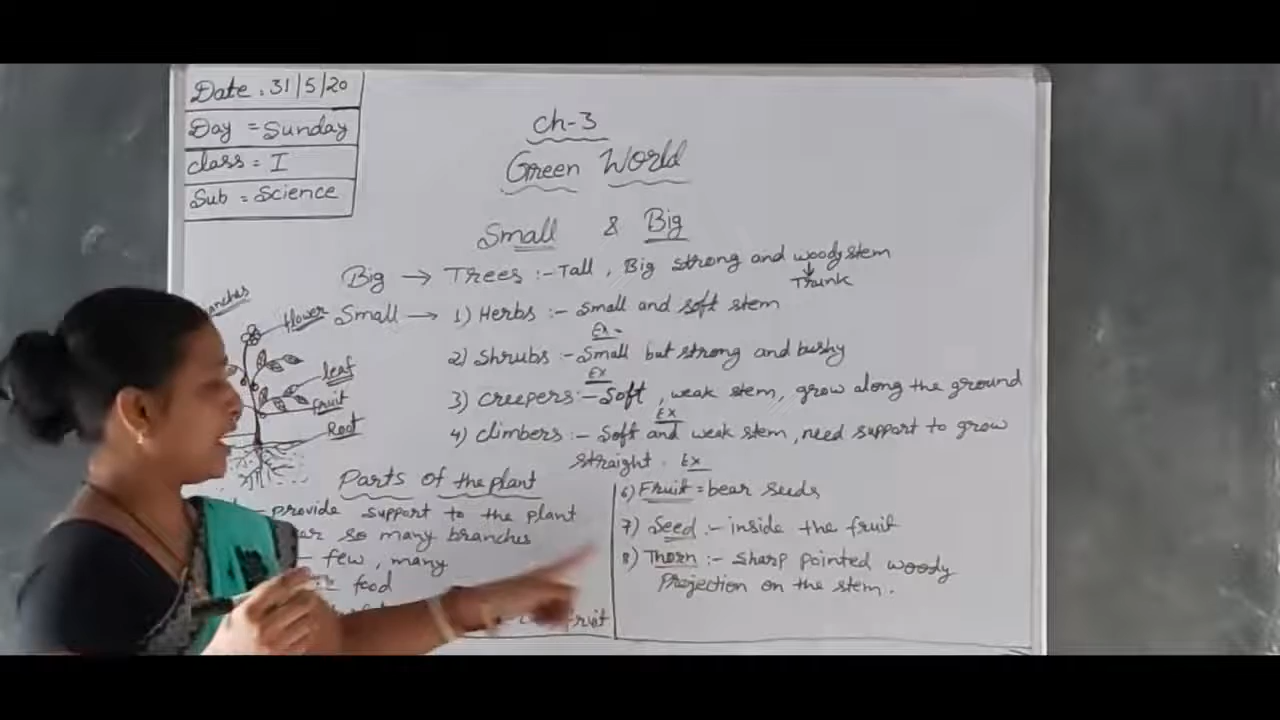 Date . 31/5/20
Day = Sunday
class = I
Sub = Science
Ch-3
Green World
Small & Big
Big → Trees :- Tall , Big strong and woody stem
Trunk
Small → 1) Herbs :- Small and soft stem
Ex -
2) Shrubs :- Small but strong and bushy
Ex
3) Creepers :- Soft , weak stem, grow along the ground
Ex
4) Climbers :- Soft and weak stem, need support to grow
straight . Ex
flower
leaf
fruit
Root
Parts of the plant
- provide support to the plant
so many branches
- few , many
food
fruit
6) Fruit = bear seeds
7) Seed :- inside the fruit
8) Thorn :- Sharp pointed woody
Projection on the stem .